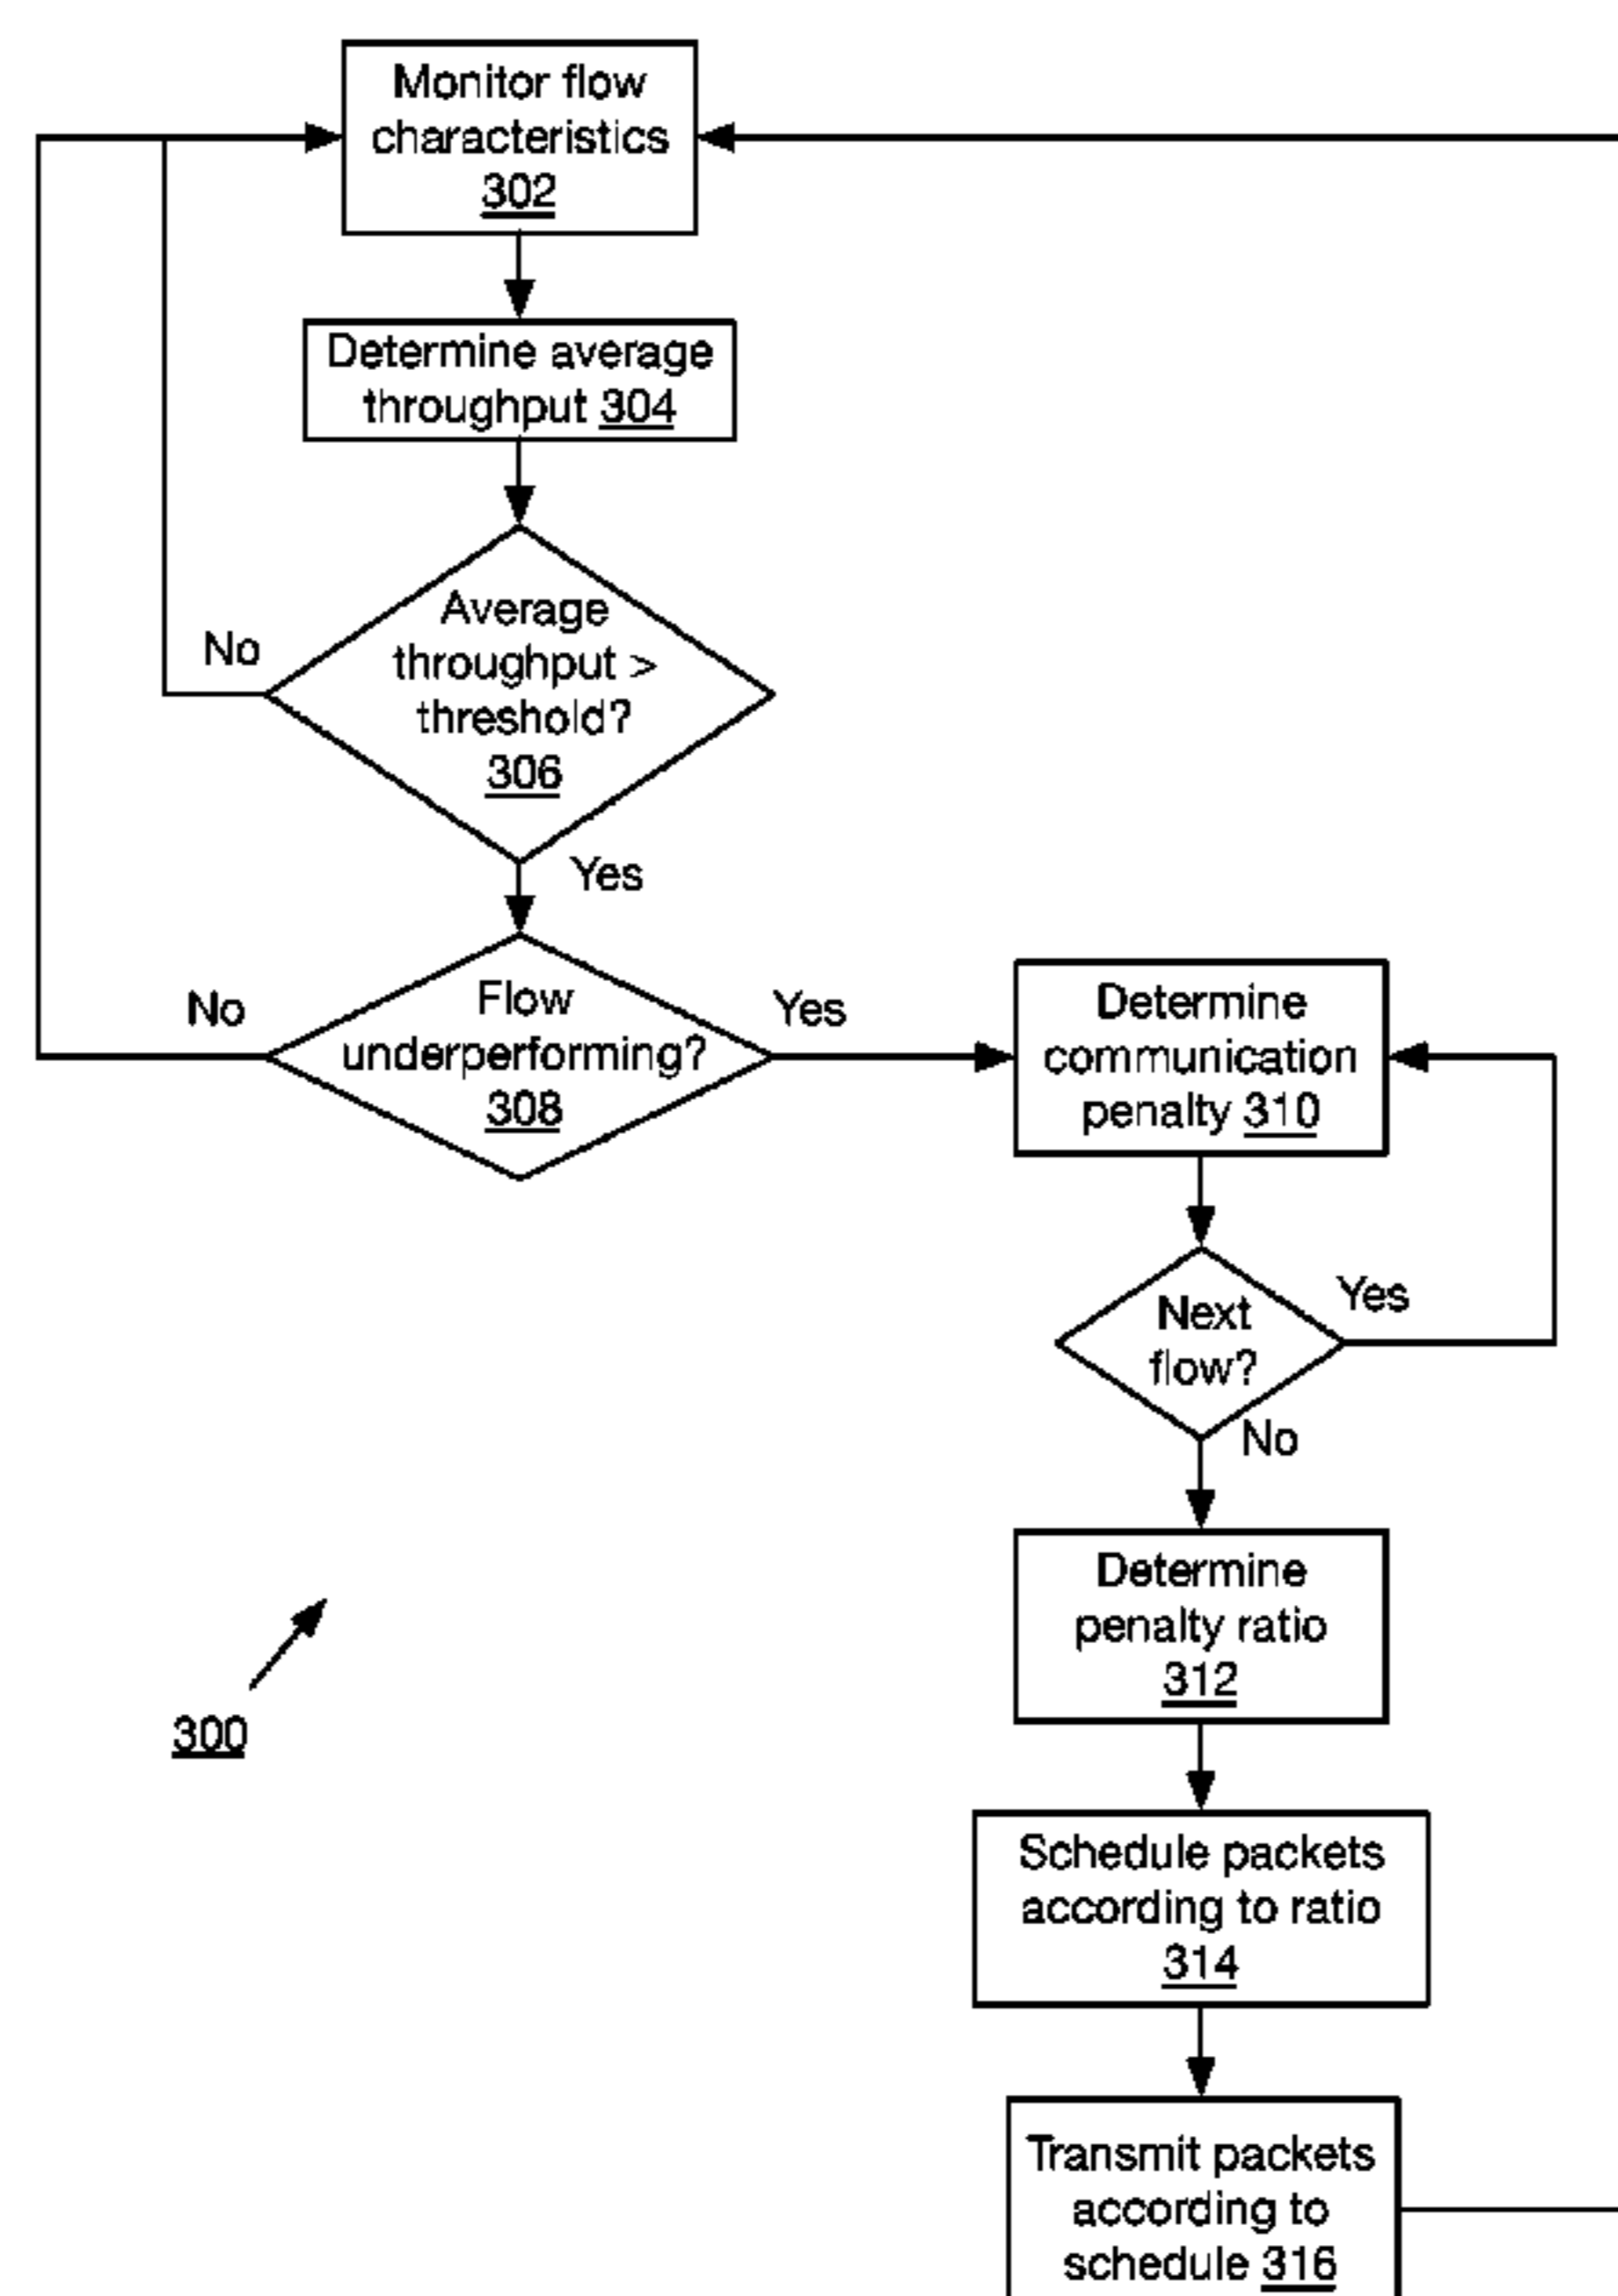 Monitor flow
characteristics
302
Determine average
throughput 304
Average
throughput >
threshold?
306
No
Yes
Flow
underperforming?
308
No
Yes
Determine
communication
penalty 310
Next
flow?
Yes
No
Determine
penalty ratio
312
300
Schedule packets
according to ratio
314
Transmit packets
according to
schedule 316